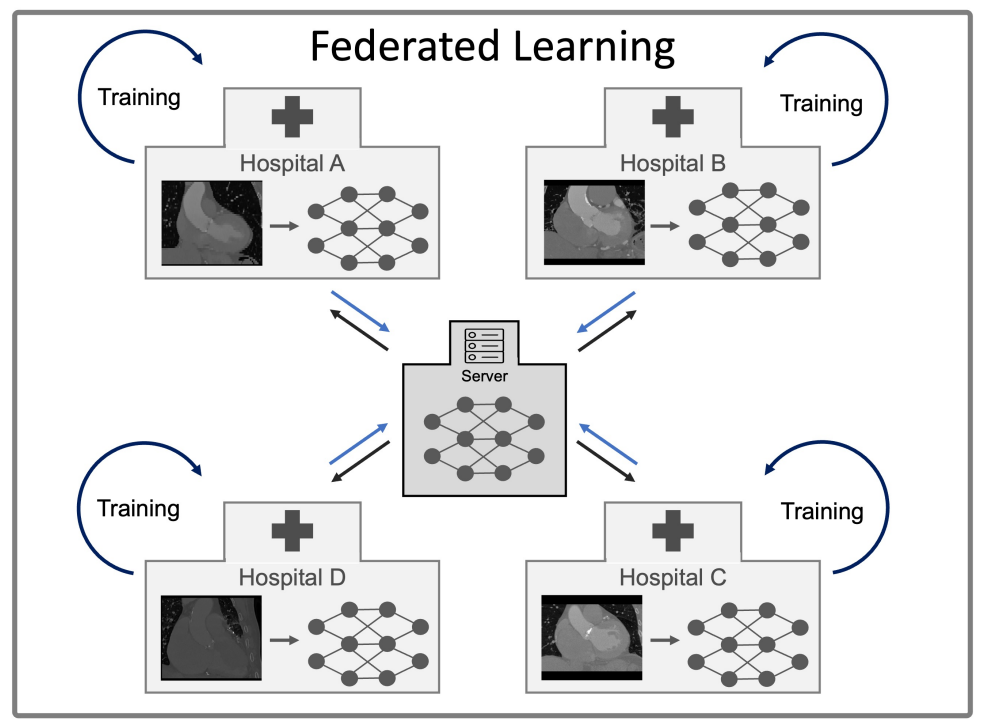 Federated Learning
Training
Training
Hospital A
Hospital B
Server
Training
Training
Hospital D
Hospital C